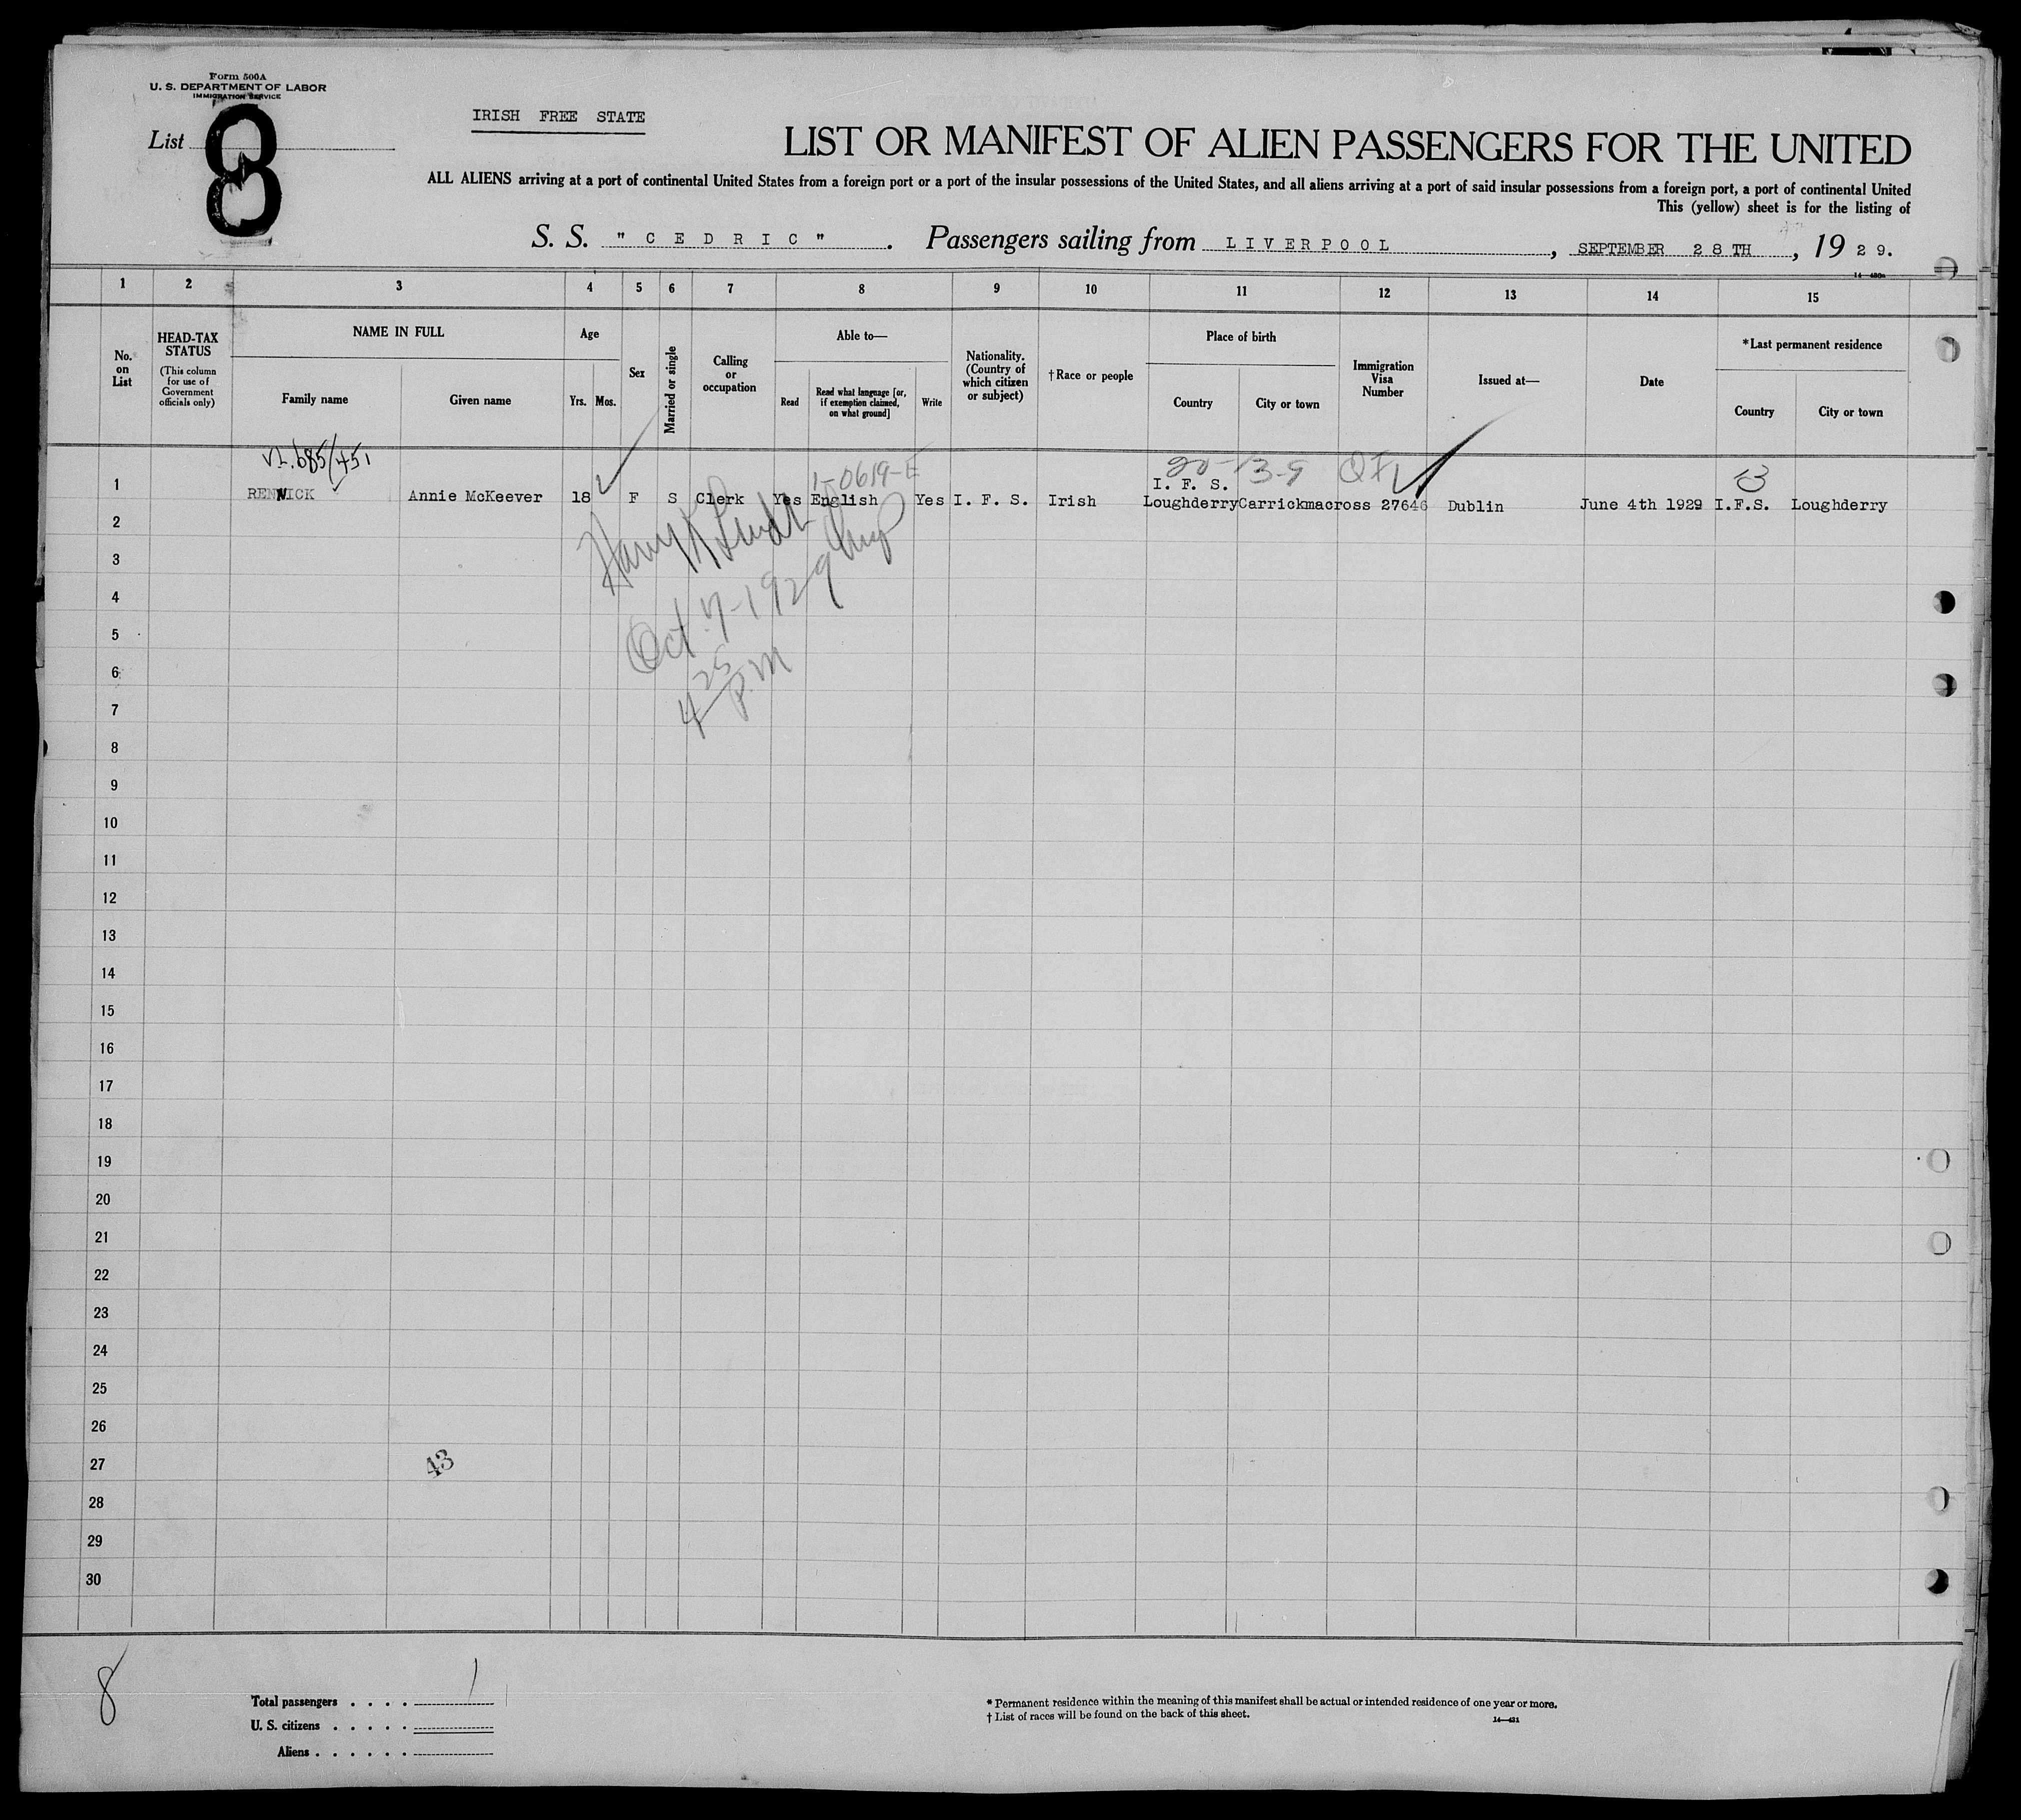 Form 500A
U. S. DEPARTMENT OF LABOR
IMMIGRATION SERVICE
List 8
IRISH FREE STATE
LIST OR MANIFEST OF ALIEN PASSENGERS FOR THE UNITED
ALL ALIENS arriving at a port of continental United States from a foreign port or a port of the insular possessions of the United States, and all aliens arriving at a port of said insular possessions from a foreign port, a port of continental United
This (yellow) sheet is for the listing of
S. S. "CEDRIC". Passengers sailing from LIVERPOOL, SEPTEMBER 28TH, 1929.
1 2 3 4 5 6 7 8 9 10 11 12 13 14 15
No. on List
HEAD-TAX STATUS
(This column for use of Government officials only)
NAME IN FULL
Family name
Given name
Age
Yrs. Mos.
Sex
Married or single
Calling or occupation
Able to—
Read
Read what language [or, if exemption claimed, on what ground]
Write
Nationality. (Country of which citizen or subject)
† Race or people
Place of birth
Country
City or town
Immigration Visa Number
Issued at—
Date
*Last permanent residence
Country
City or town
VL.685/451
1-0619-E
I. F. S.
1 RENWICK Annie McKeever 18 F S Clerk Yes English Yes I. F. S. Irish Loughderry Carrickmacross 27646 Dublin June 4th 1929 I.F.S. Loughderry
2
3
Oct. 7-1929
4
5
4 25 P.M
6
7
8
9
10
11
12
13
14
15
16
17
18
19
20
21
22
23
24
25
26
27
43
28
29
30
8
Total passengers . . . . 1
U. S. citizens . . . . .
Aliens . . . . . .
* Permanent residence within the meaning of this manifest shall be actual or intended residence of one year or more.
† List of races will be found on the back of this sheet.
14—431